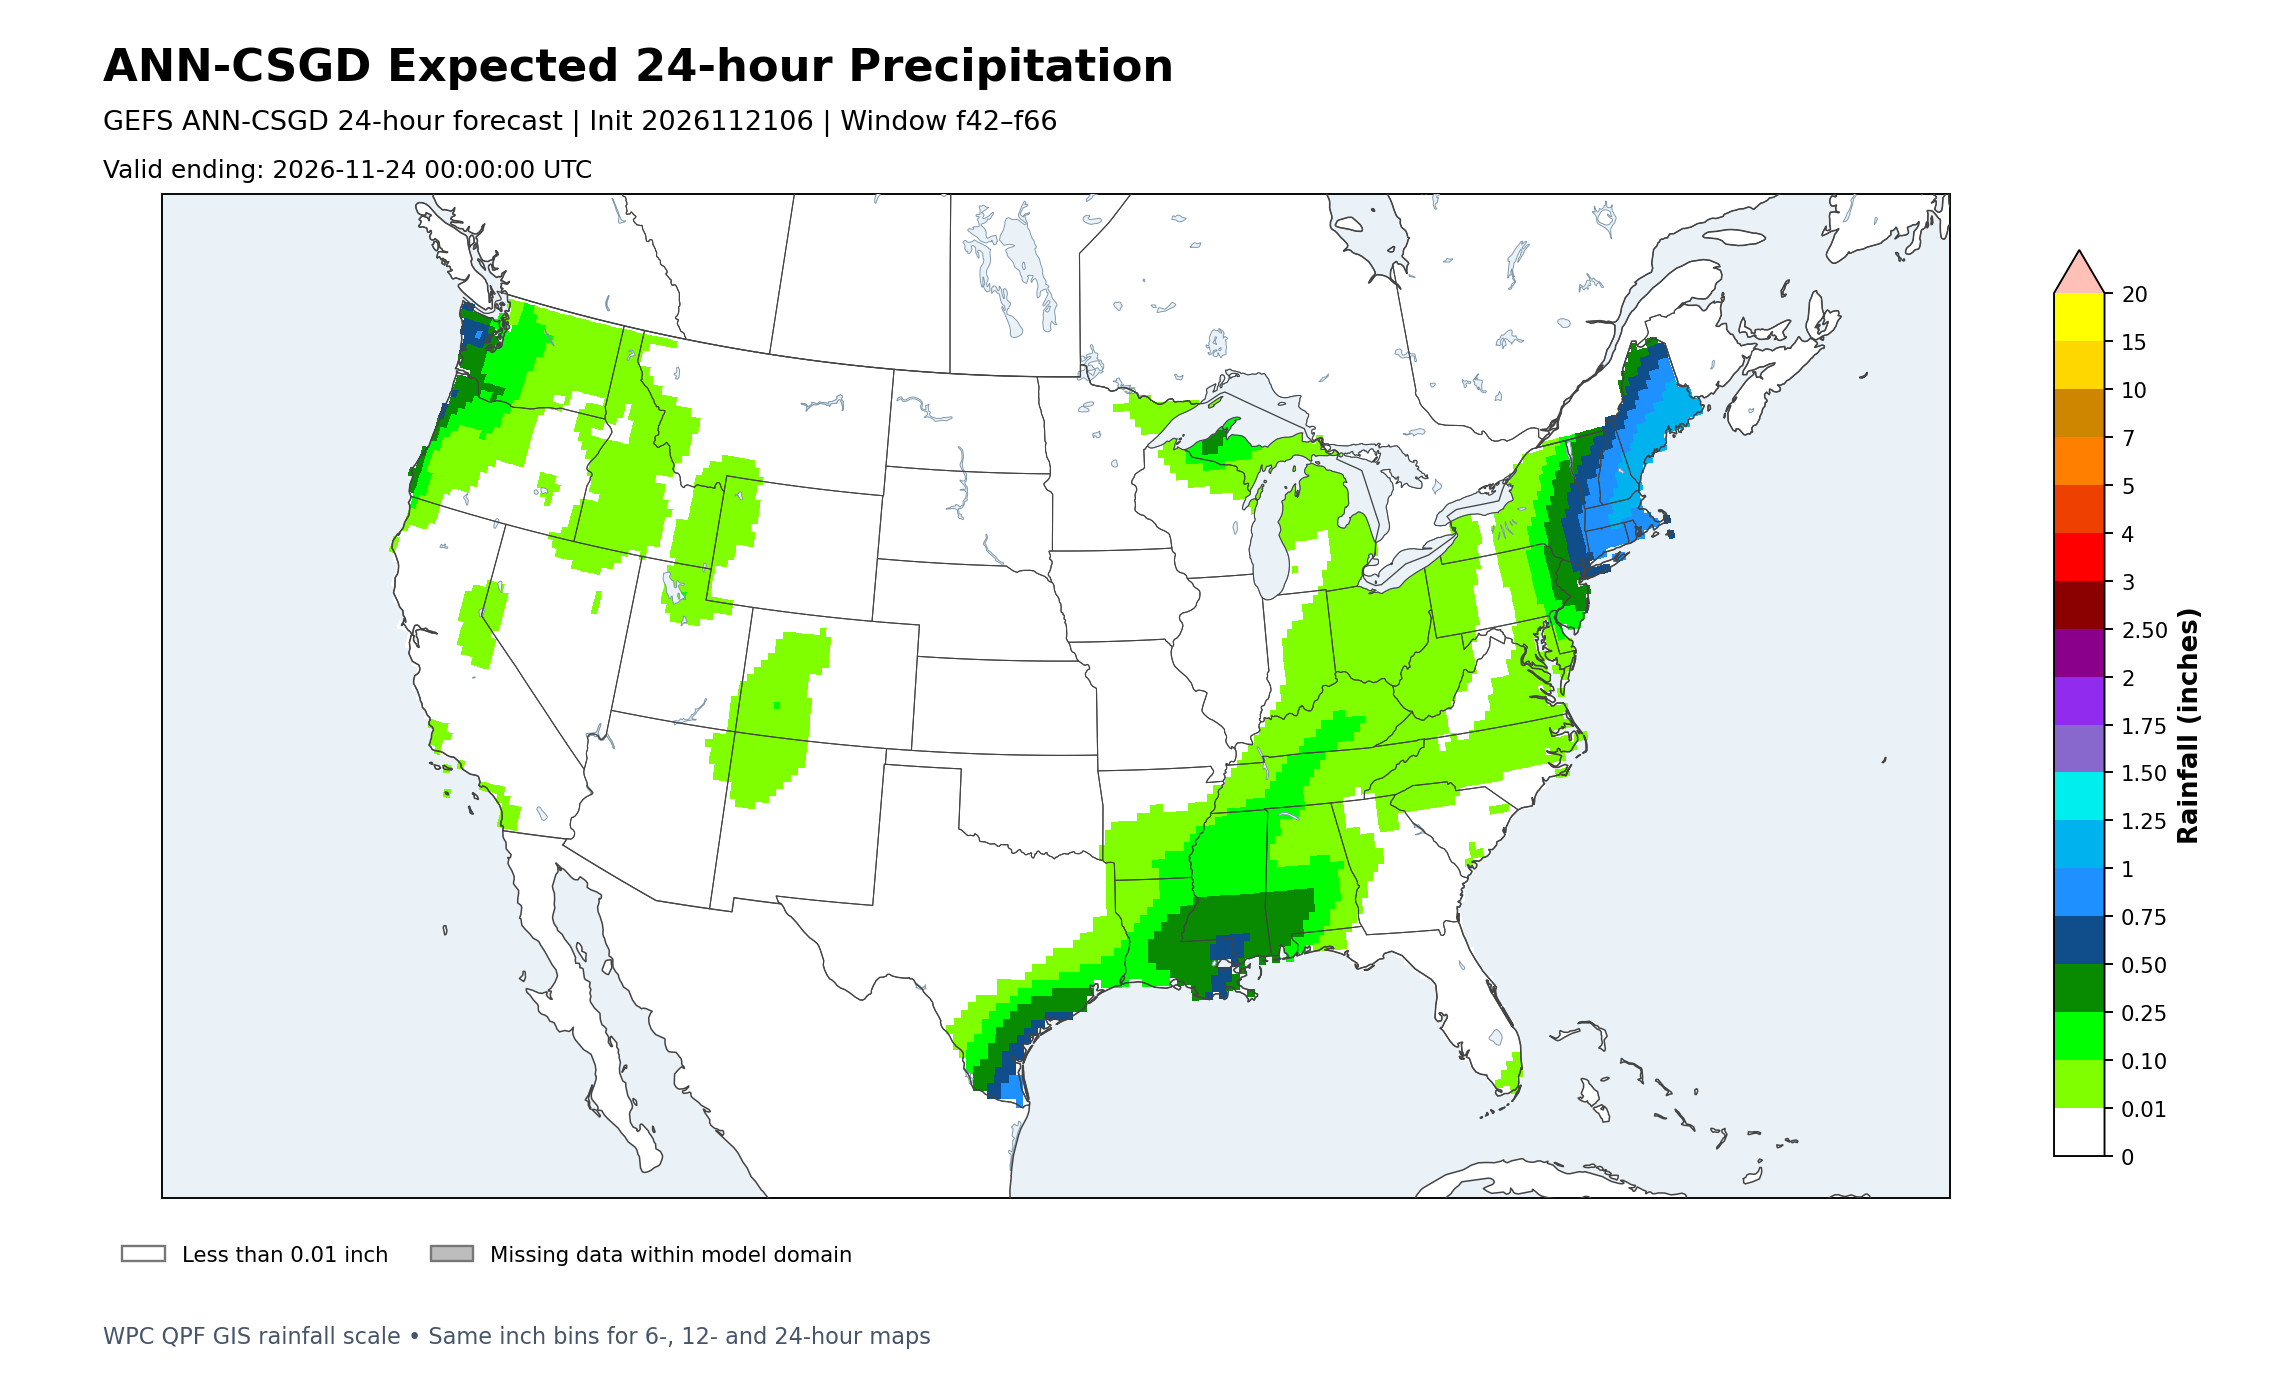 ANN-CSGD Expected 24-hour Precipitation
GEFS ANN-CSGD 24-hour forecast | Init 2026112106 | Window f42–f66
Valid ending: 2026-11-24 00:00:00 UTC
20
15
10
7
5
4
3
2.50
2
1.75
1.50
1.25
1
0.75
0.50
0.25
0.10
0.01
0
Rainfall (inches)
Less than 0.01 inch
Missing data within model domain
WPC QPF GIS rainfall scale • Same inch bins for 6-, 12- and 24-hour maps